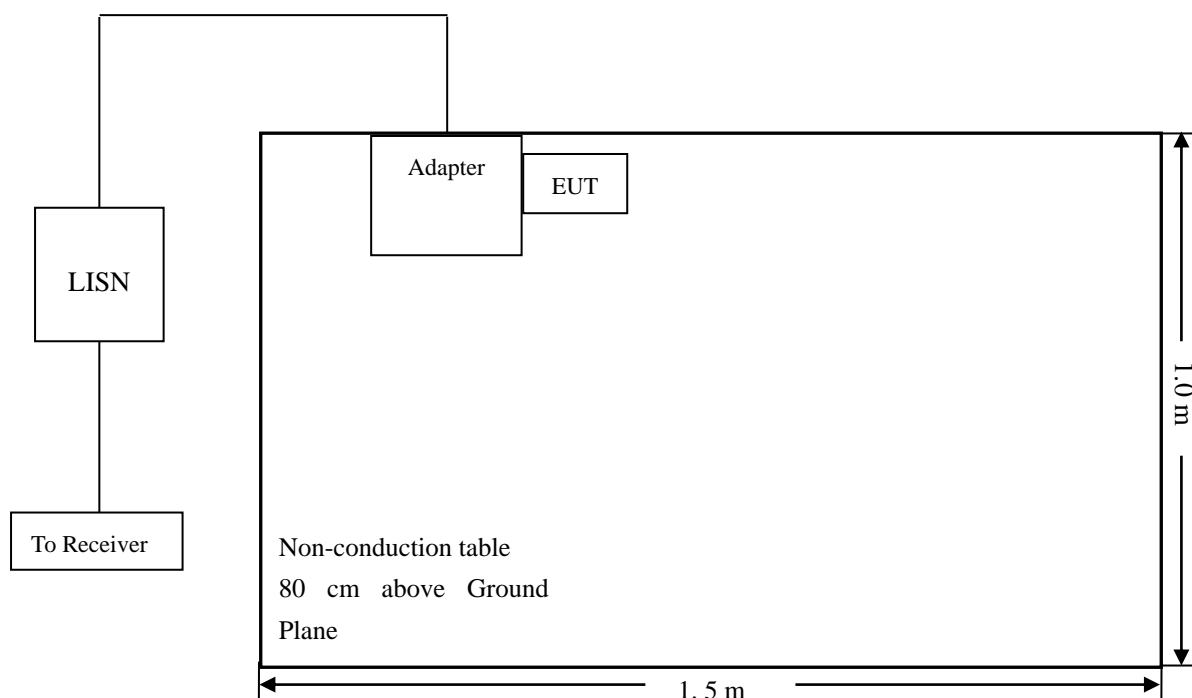 Adapter
EUT
LISN
1.0 m
To Receiver
Non-conduction table
80 cm above Ground
Plane
1. 5 m